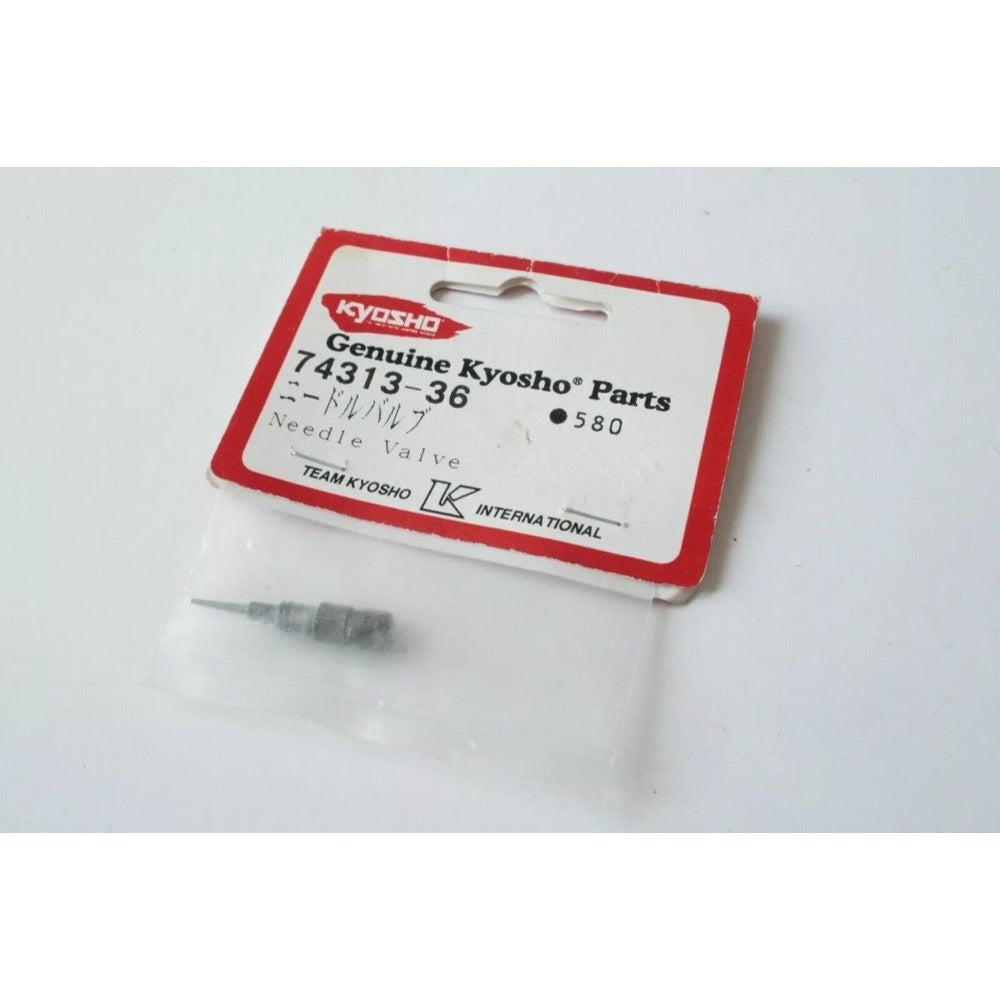 KYOSHO
Genuine Kyosho® Parts
74313-36
ニードルバルブ
●580
Needle Valve
TEAM KYOSHO K INTERNATIONAL